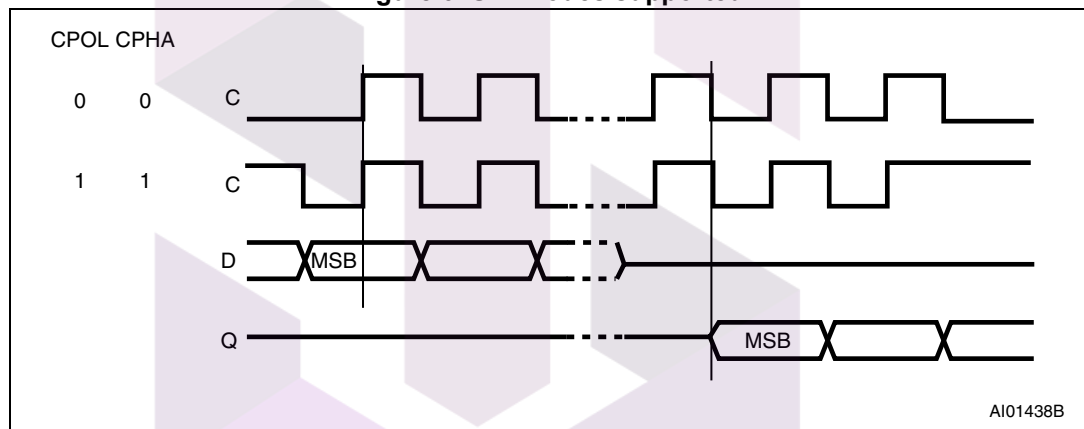 CPOL CPHA
0 0 C
1 1 C
D MSB
Q MSB
AI01438B